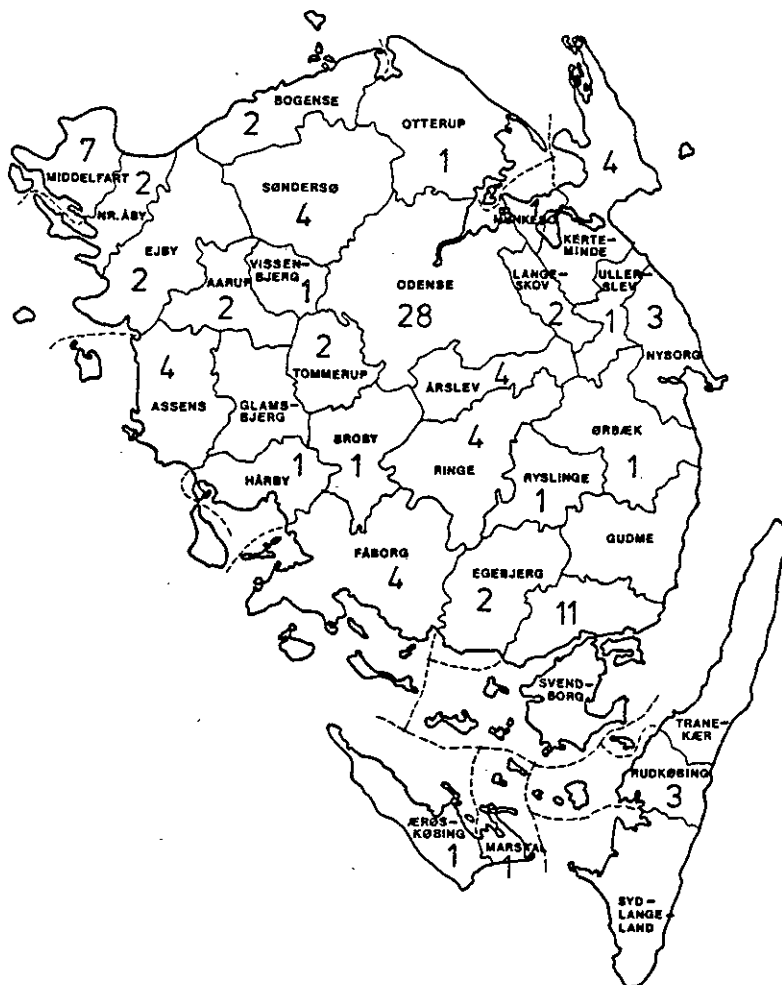 BOGENSE
2
OTTERUP
1
7
MIDDELFART
2
NR. ÅBY
SØNDERSØ
4
4
MUNKEBO
1
KERTE-
MINDE
EJBY
2
AARUP
2
VISSEN-
BJERG
1
ODENSE
28
LANGE-
SKOV
2
ULLER-
SLEV
1
3
NYBORG
4
ASSENS
2
TOMMERUP
GLAMS-
BJERG
ÅRSLEV
4
BROBY
1
4
RINGE
ØRBÆK
1
HÅRBY
1
RYSLINGE
1
GUDME
FÅBORG
4
EGEBJERG
2
11
SVEND-
BORG
TRANE-
KÆR
RUDKØBING
3
ÆRØS-
KØBING
1
MARSTAL
1
SYD-
LANGE-
LAND